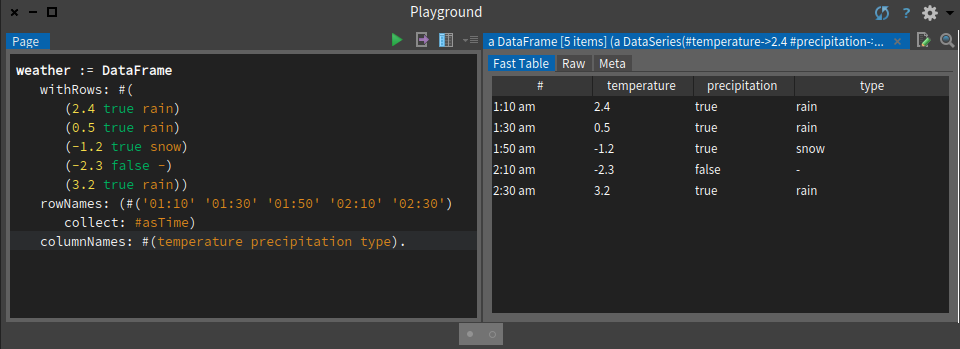 Playground
?
Page
weather := DataFrame
withRows: #(
(2.4 true rain)
(0.5 true rain)
(-1.2 true snow)
(-2.3 false -)
(3.2 true rain))
rowNames: (#('01:10' '01:30' '01:50' '02:10' '02:30')
collect: #asTime)
columnNames: #(temperature precipitation type).
a DataFrame [5 items] (a DataSeries(#temperature->2.4 #precipitation-:...
Fast Table Raw Meta
# temperature precipitation type
1:10 am 2.4 true rain
1:30 am 0.5 true rain
1:50 am -1.2 true snow
2:10 am -2.3 false -
2:30 am 3.2 true rain